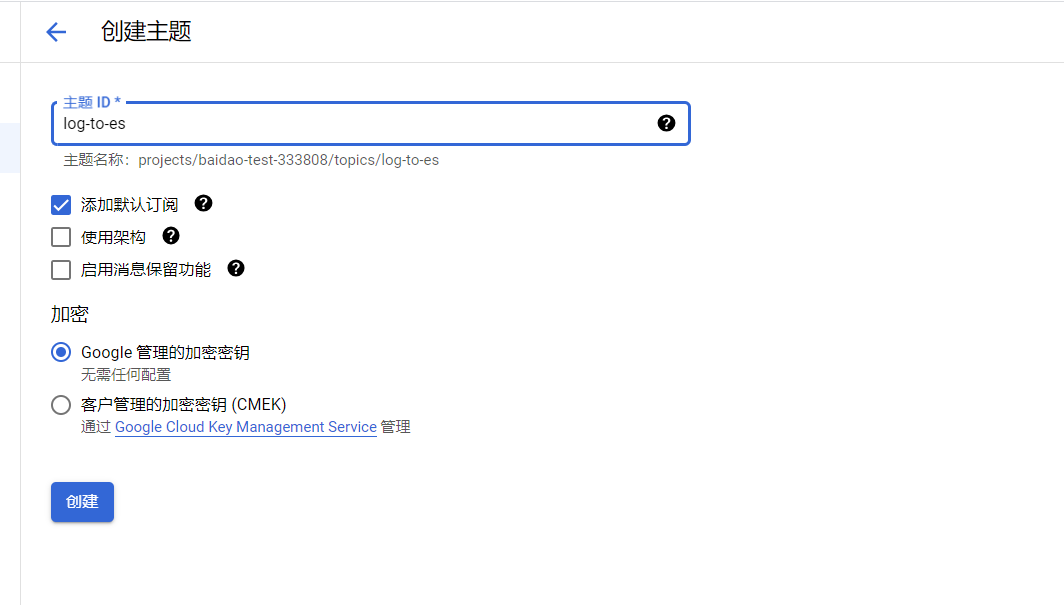 创建主题
主题 ID *
log-to-es
主题名称：projects/baidao-test-333808/topics/log-to-es
添加默认订阅
使用架构
启用消息保留功能
加密
Google 管理的加密密钥
无需任何配置
客户管理的加密密钥 (CMEK)
通过 Google Cloud Key Management Service 管理
创建